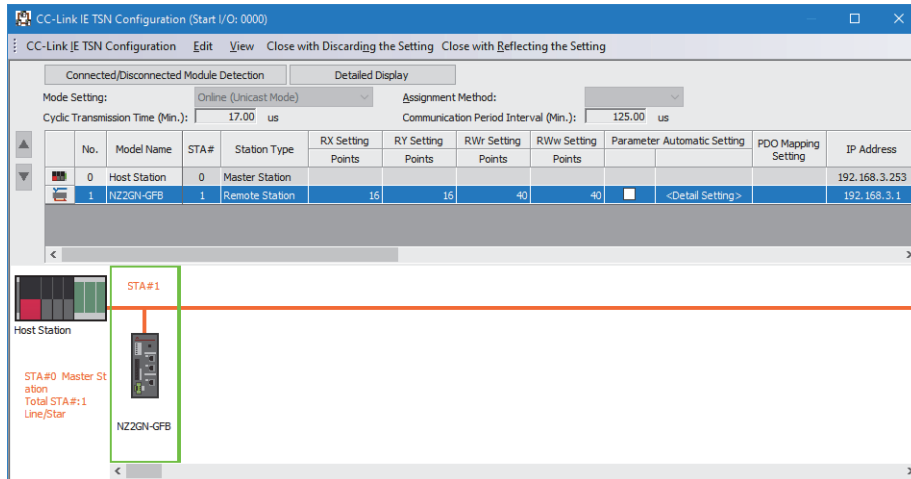 CC-Link IE TSN Configuration (Start I/O: 0000)
CC-Link IE TSN Configuration Edit View Close with Discarding the Setting Close with Reflecting the Setting
Connected/Disconnected Module Detection Detailed Display
Mode Setting: Online (Unicast Mode) Assignment Method:
Cyclic Transmission Time (Min.): 17.00 us Communication Period Interval (Min.): 125.00 us
No. Model Name STA# Station Type RX Setting RY Setting RWr Setting RWw Setting Parameter Automatic Setting PDO Mapping Setting IP Address
Points Points Points Points
0 Host Station 0 Master Station 192.168.3.253
1 NZ2GN-GFB 1 Remote Station 16 16 40 40 <Detail Setting> 192.168.3.1
STA#1
Host Station
STA#0 Master St
ation
Total STA#:1
Line/Star
NZ2GN-GFB